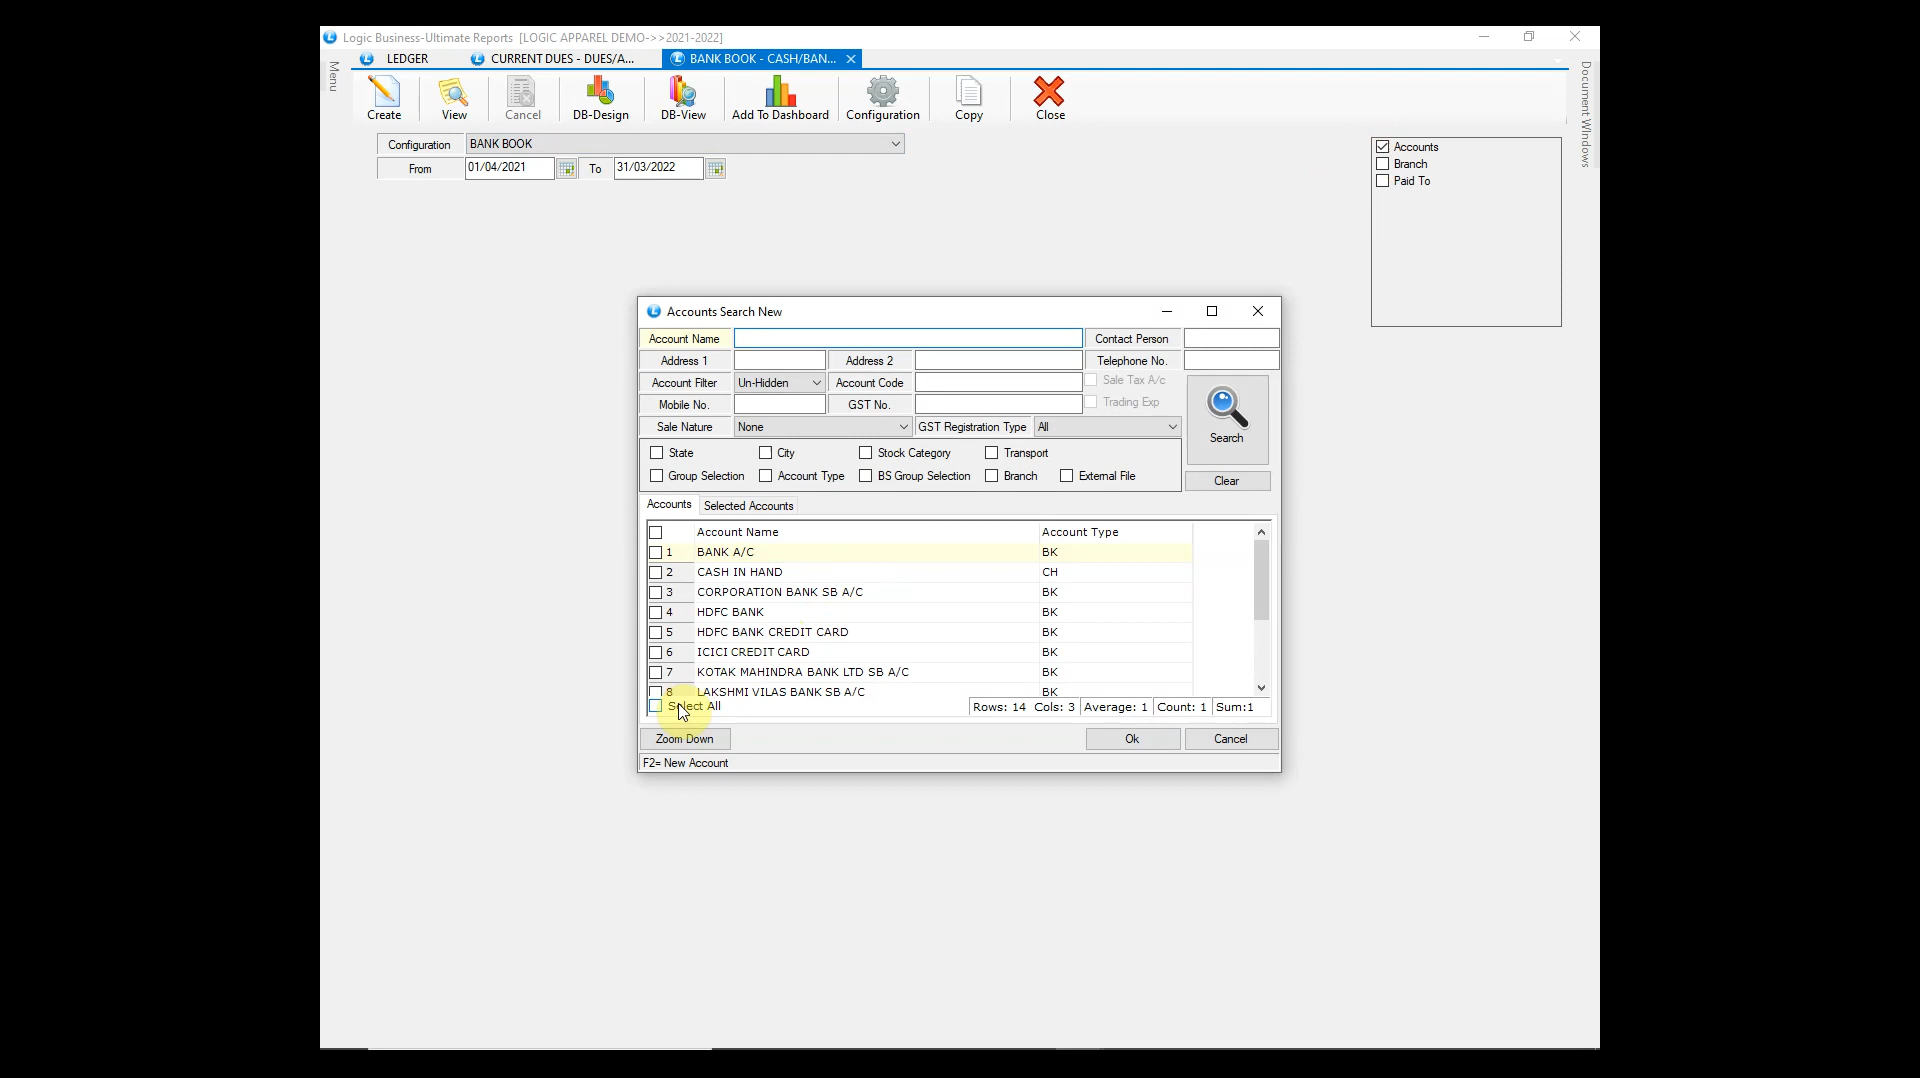 Logic Business-Ultimate Reports [LOGIC APPAREL DEMO->>2021-2022]
Menu
LEDGER
CURRENT DUES - DUES/A...
BANK BOOK - CASH/BAN...
Document Windows
Create
View
Cancel
DB-Design
DB-View
Add To Dashboard
Configuration
Copy
Close
Configuration BANK BOOK
From 01/04/2021 To 31/03/2022
Accounts
Branch
Paid To
Accounts Search New
Account Name Contact Person
Address 1 Address 2 Telephone No.
Account Filter Un-Hidden Account Code Sale Tax A/c
Mobile No. GST No. Trading Exp
Search
Sale Nature None GST Registration Type All
State City Stock Category Transport
Group Selection Account Type BS Group Selection Branch External File
Clear
Accounts Selected Accounts
Account Name Account Type
1 BANK A/C BK
2 CASH IN HAND CH
3 CORPORATION BANK SB A/C BK
4 HDFC BANK BK
5 HDFC BANK CREDIT CARD BK
6 ICICI CREDIT CARD BK
7 KOTAK MAHINDRA BANK LTD SB A/C BK
8 LAKSHMI VILAS BANK SB A/C BK
Select All Rows: 14 Cols: 3 Average: 1 Count: 1 Sum:1
Zoom Down Ok Cancel
F2= New Account